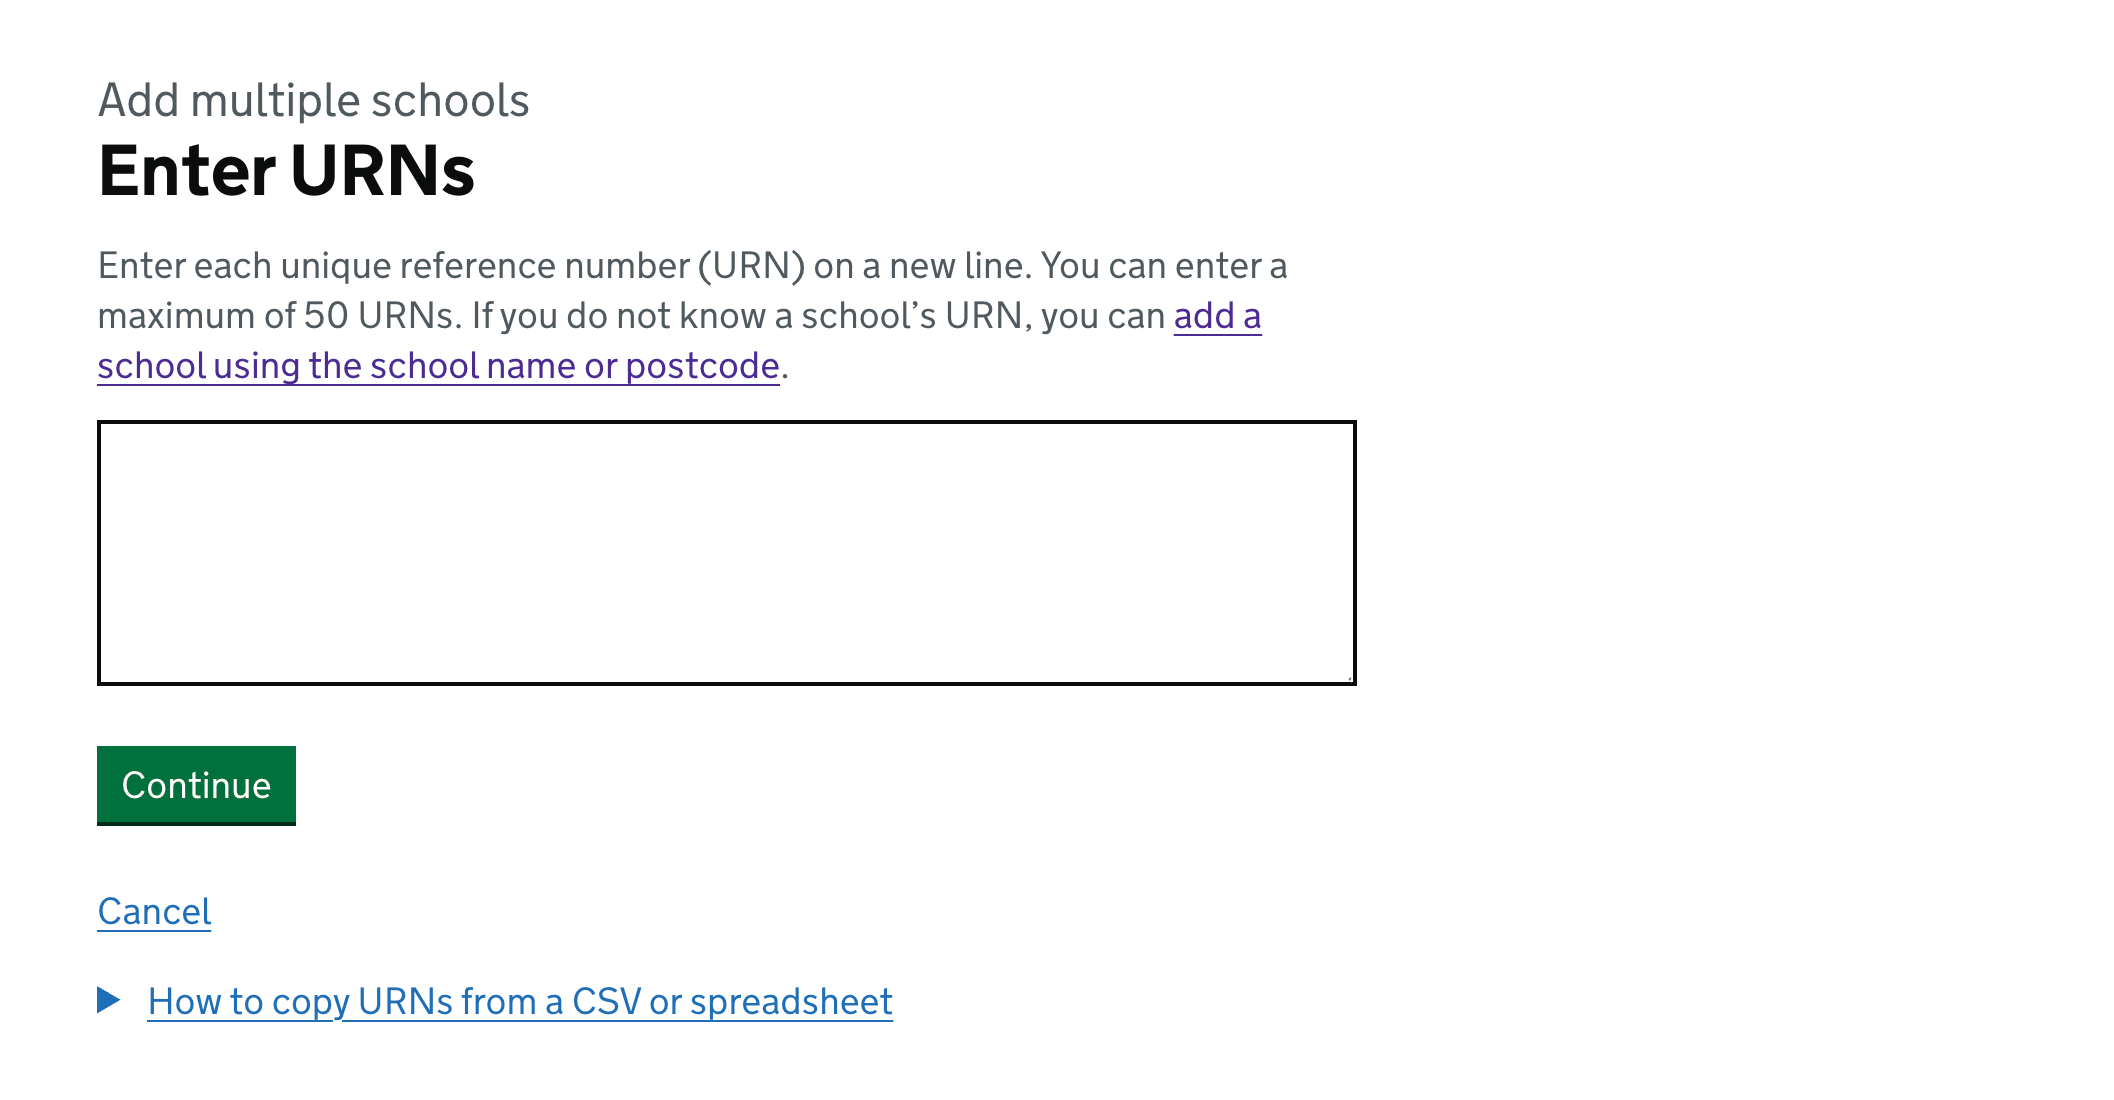 Add multiple schools
Enter URNs
Enter each unique reference number (URN) on a new line. You can enter a
maximum of 50 URNs. If you do not know a school’s URN, you can add a
school using the school name or postcode.
Continue
Cancel
How to copy URNs from a CSV or spreadsheet